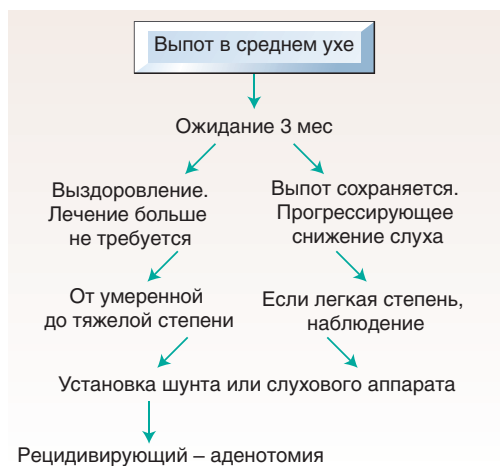 Выпот в среднем ухе
Ожидание 3 мес
Выздоровление.
Лечение больше
не требуется
Выпот сохраняется.
Прогрессирующее
снижение слуха
От умеренной
до тяжелой степени
Если легкая степень,
наблюдение
Установка шунта или слухового аппарата
Рецидивирующий – аденотомия